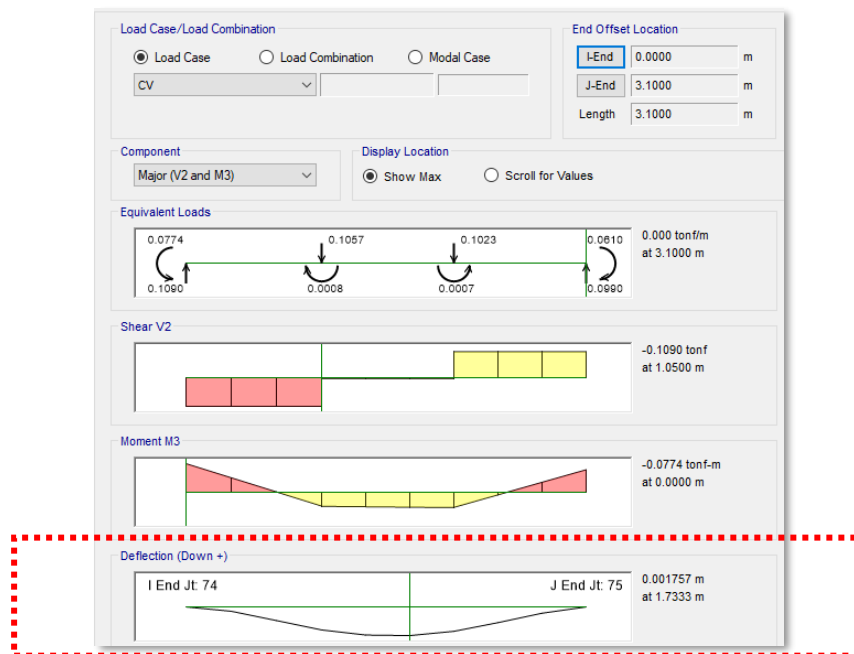 Load Case/Load Combination
Load Case Load Combination Modal Case
CV
End Offset Location
I-End 0.0000 m
J-End 3.1000 m
Length 3.1000 m
Component
Major (V2 and M3)
Display Location
Show Max Scroll for Values
Equivalent Loads
0.0774 0.1057 0.1023 0.0610
0.1090 0.0008 0.0007 0.0990
0.000 tonf/m
at 3.1000 m
Shear V2
-0.1090 tonf
at 1.0500 m
Moment M3
-0.0774 tonf-m
at 0.0000 m
Deflection (Down +)
I End Jt: 74 J End Jt: 75
0.001757 m
at 1.7333 m